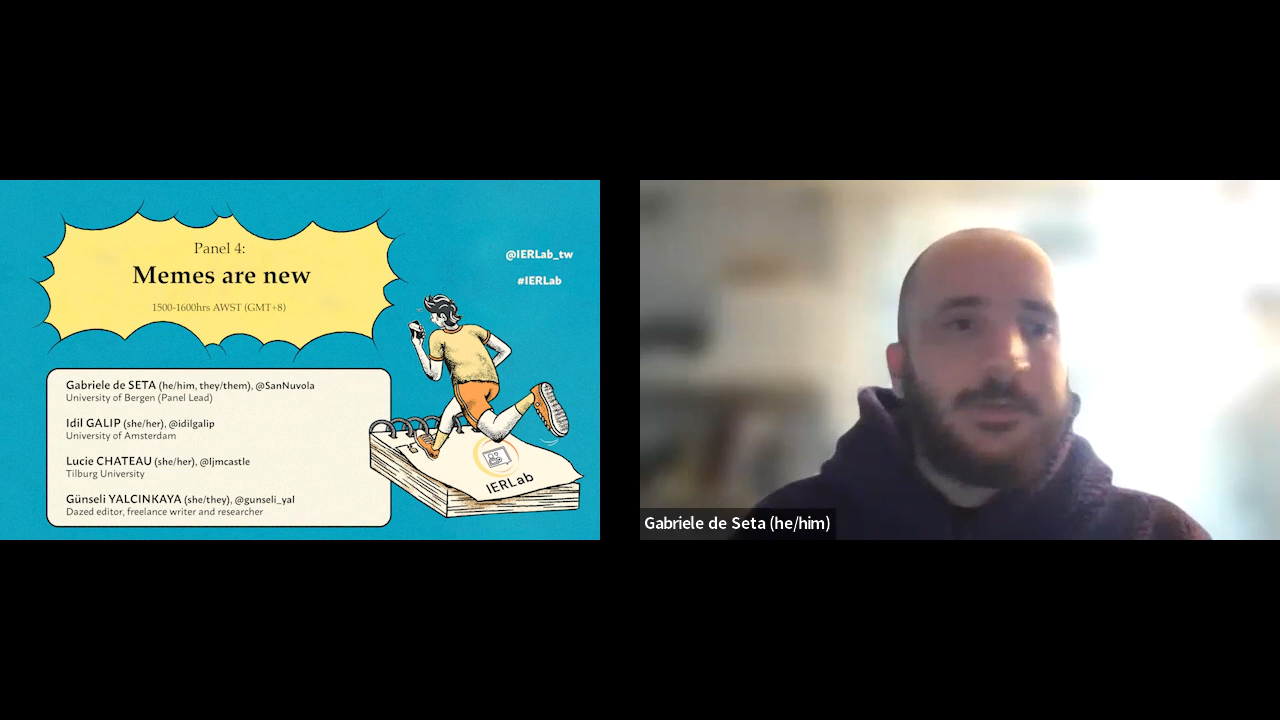 Panel 4:
Memes are new
1500-1600hrs AWST (GMT+8)
@IERLab_tw
#IERLab
Gabriele de SETA (he/him, they/them), @SanNuvola
University of Bergen (Panel Lead)
Idil GALIP (she/her), @idilgalip
University of Amsterdam
Lucie CHATEAU (she/her), @ljmcastle
Tilburg University
Günseli YALCINKAYA (she/they), @gunseli_yal
Dazed editor, freelance writer and researcher
IERLab
Gabriele de Seta (he/him)